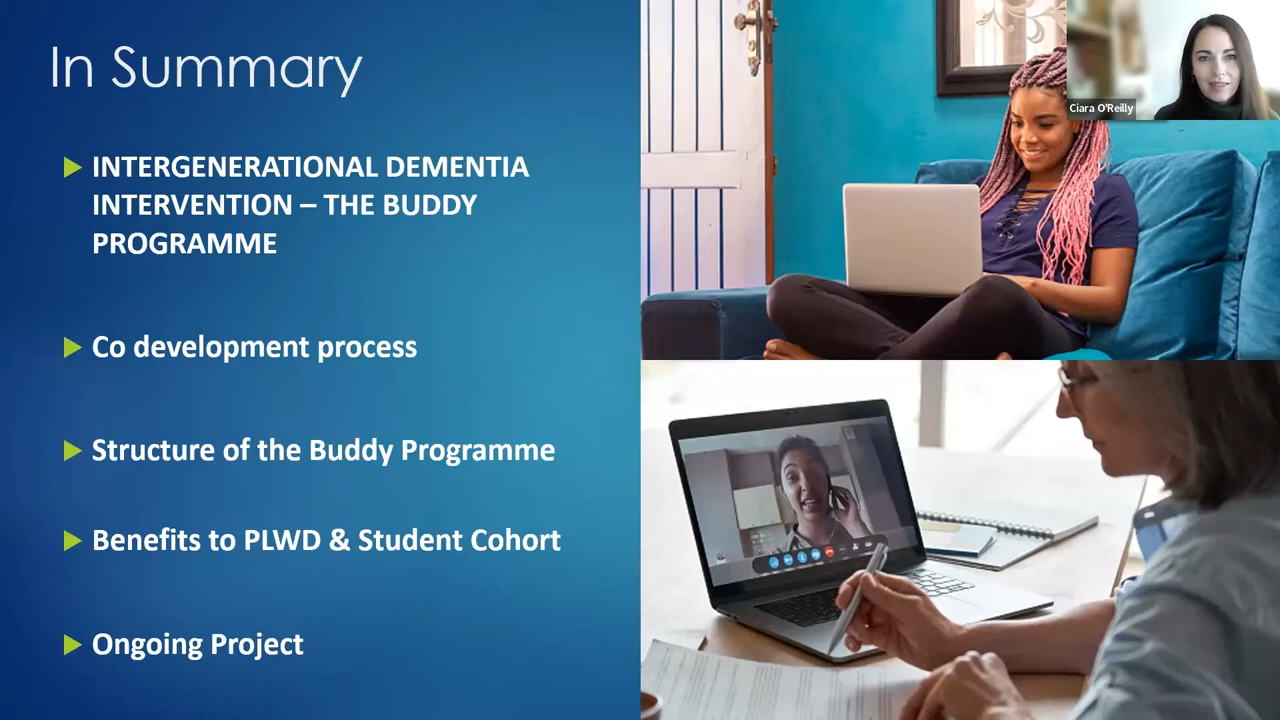 In Summary
INTERGENERATIONAL DEMENTIA
INTERVENTION – THE BUDDY
PROGRAMME
Co development process
Structure of the Buddy Programme
Benefits to PLWD & Student Cohort
Ongoing Project
Ciara O'Reilly